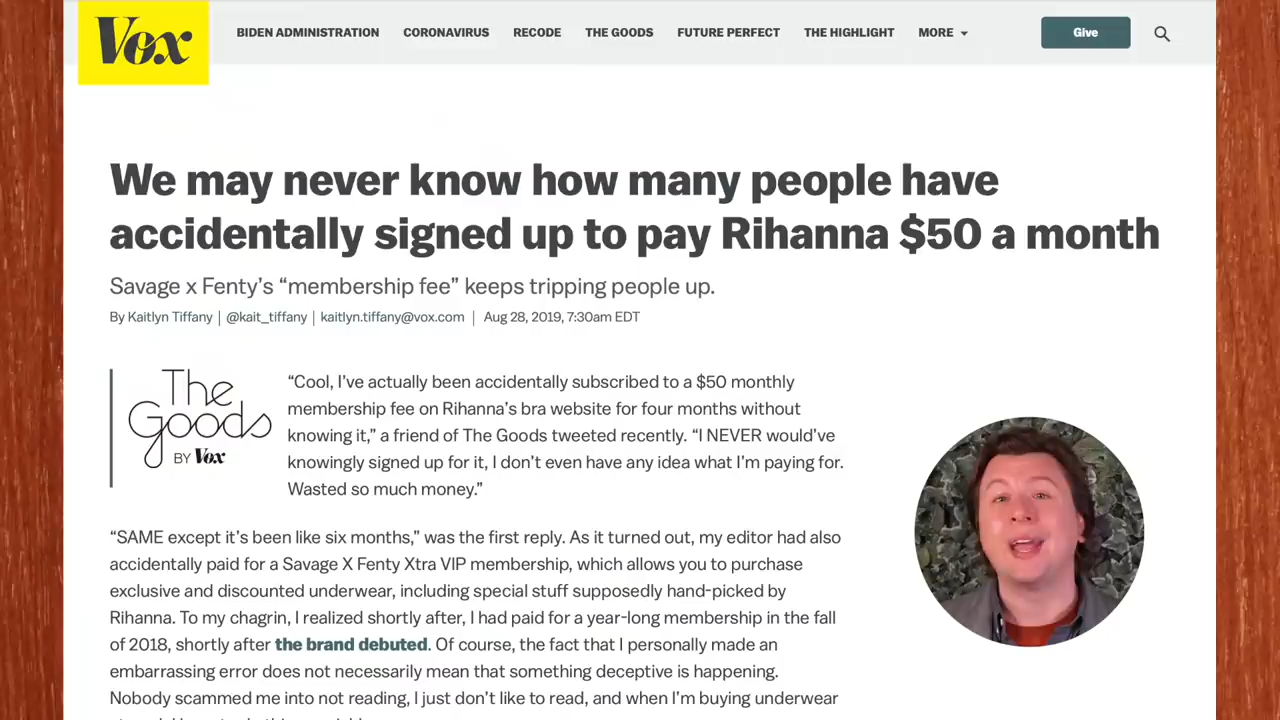 Vox
BIDEN ADMINISTRATION CORONAVIRUS RECODE THE GOODS FUTURE PERFECT THE HIGHLIGHT MORE Give
We may never know how many people have
accidentally signed up to pay Rihanna $50 a month
Savage x Fenty’s “membership fee” keeps tripping people up.
By Kaitlyn Tiffany | @kait_tiffany | kaitlyn.tiffany@vox.com | Aug 28, 2019, 7:30am EDT
The
Goods
BY Vox
“Cool, I’ve actually been accidentally subscribed to a $50 monthly
membership fee on Rihanna’s bra website for four months without
knowing it,” a friend of The Goods tweeted recently. “I NEVER would’ve
knowingly signed up for it, I don’t even have any idea what I’m paying for.
Wasted so much money.”
“SAME except it’s been like six months,” was the first reply. As it turned out, my editor had also
accidentally paid for a Savage X Fenty Xtra VIP membership, which allows you to purchase
exclusive and discounted underwear, including special stuff supposedly hand-picked by
Rihanna. To my chagrin, I realized shortly after, I had paid for a year-long membership in the fall
of 2018, shortly after the brand debuted. Of course, the fact that I personally made an
embarrassing error does not necessarily mean that something deceptive is happening.
Nobody scammed me into not reading, I just don’t like to read, and when I’m buying underwear